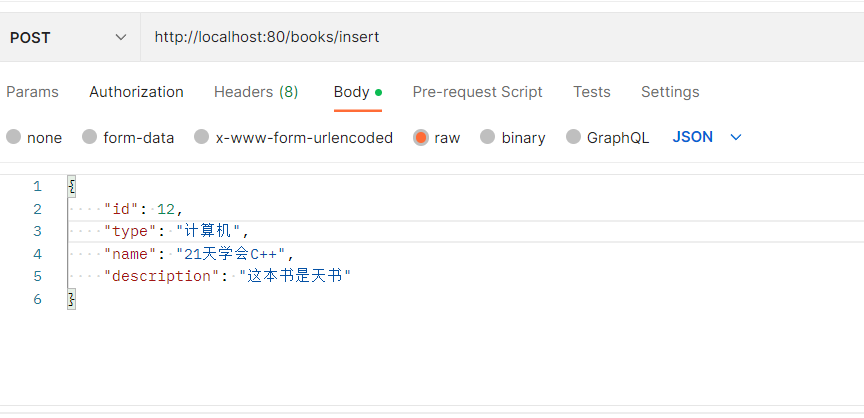 POST http://localhost:80/books/insert
Params Authorization Headers (8) Body Pre-request Script Tests Settings
none form-data x-www-form-urlencoded raw binary GraphQL JSON
1 {
2 "id": 12,
3 "type": "计算机",
4 "name": "21天学会C++",
5 "description": "这本书是天书"
6 }